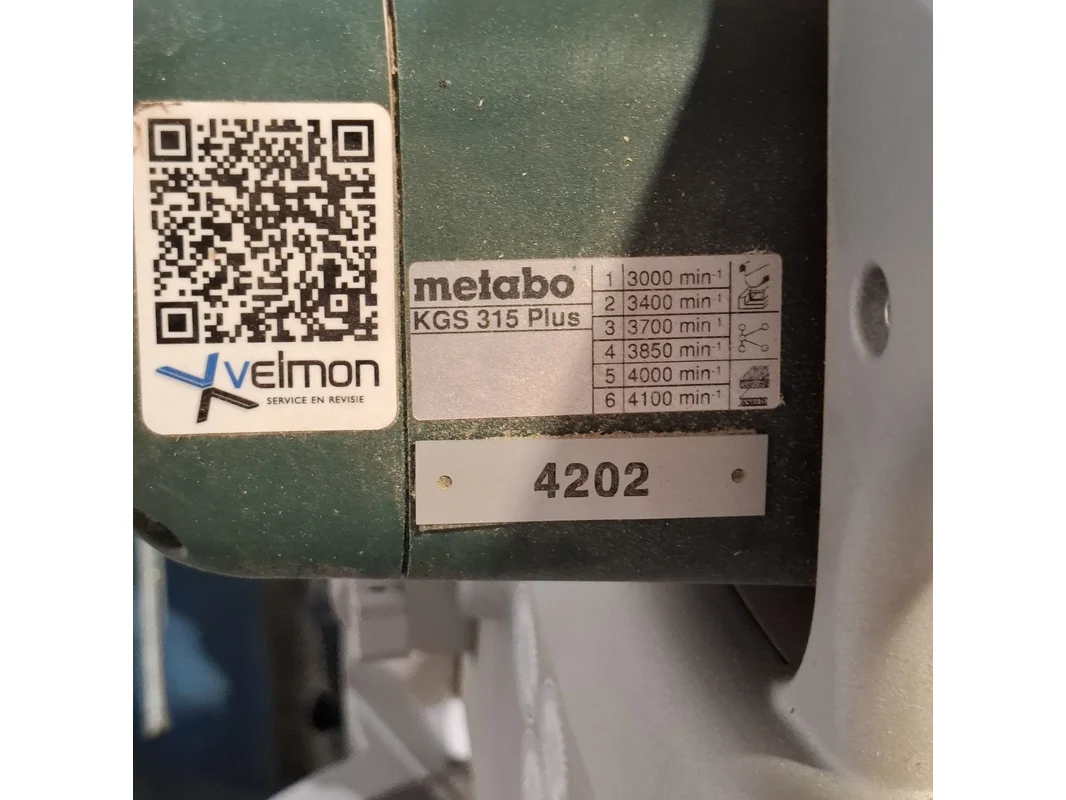 velmon
SERVICE EN REVISIE
metabo
KGS 315 Plus
1 3000 min-1
2 3400 min-1
3 3700 min-1
4 3850 min-1
5 4000 min-1
6 4100 min-1
4202